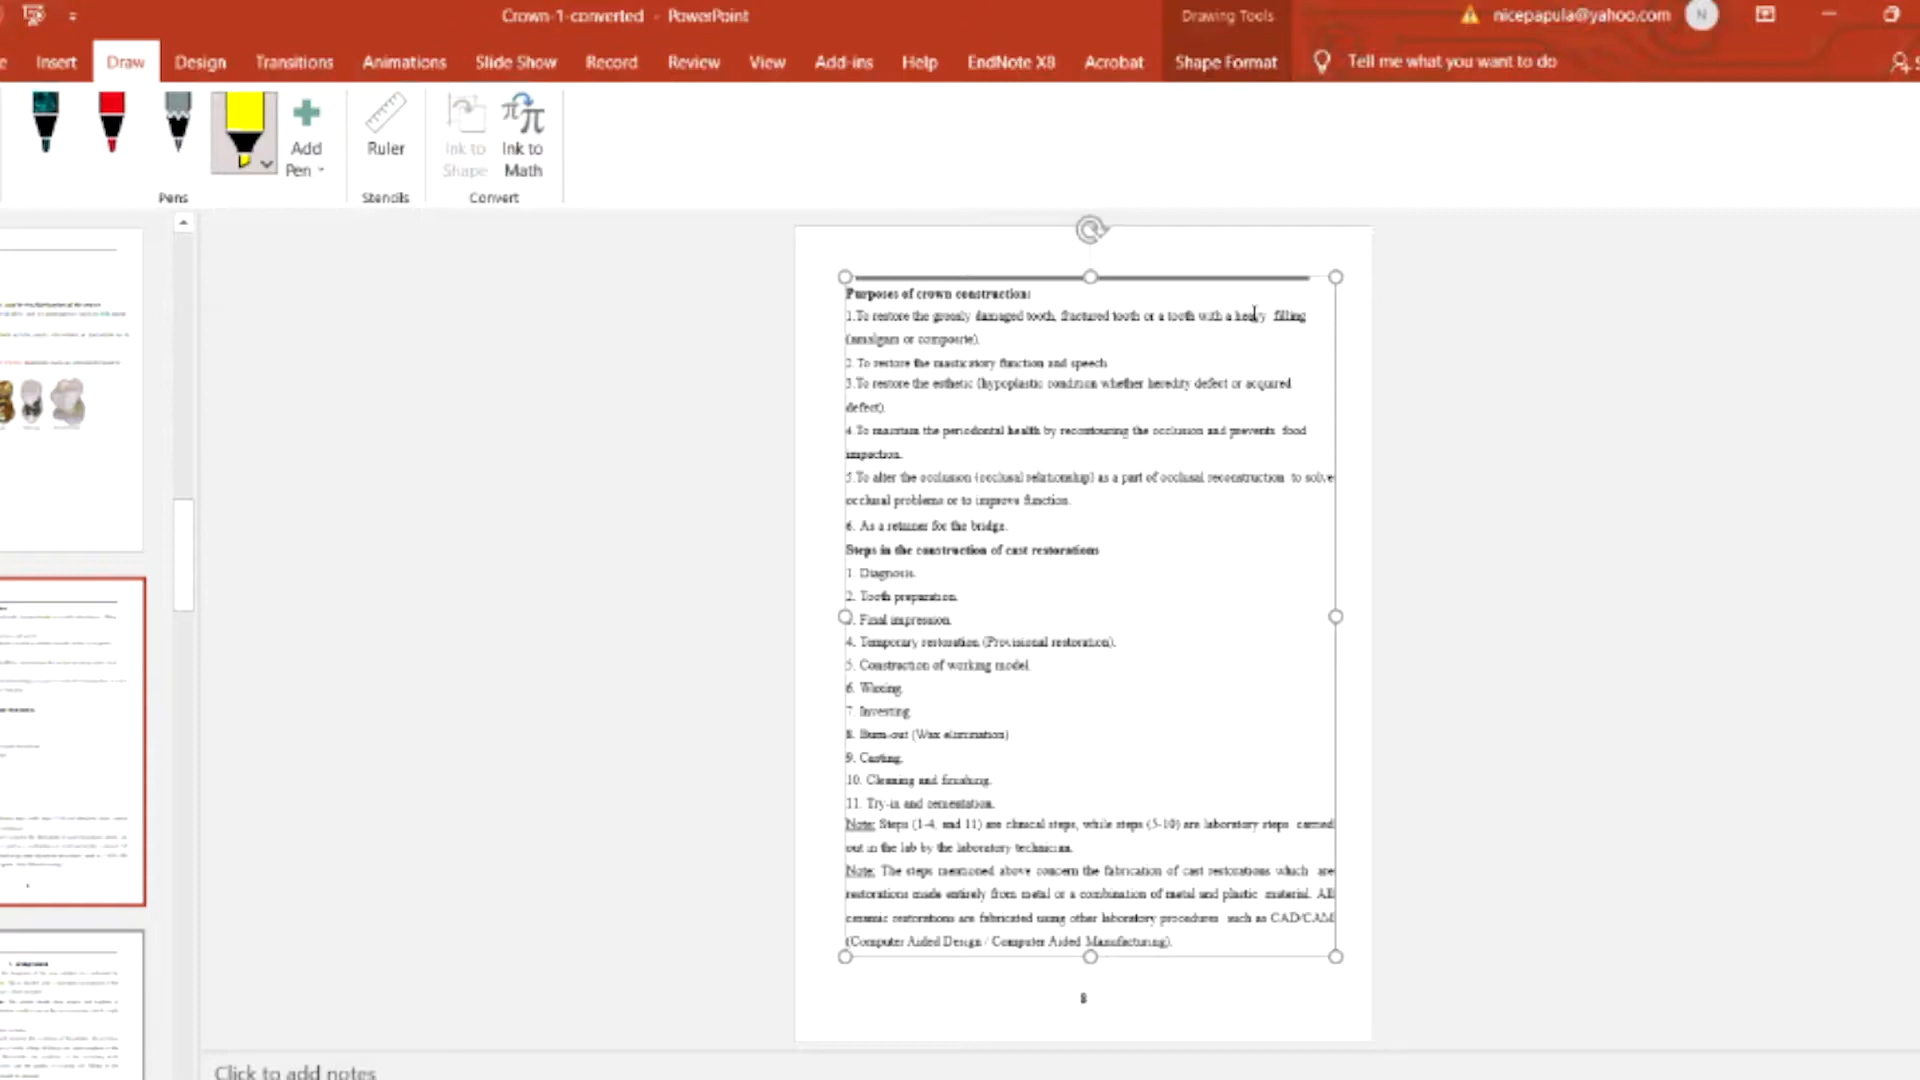 Crown-1-converted - PowerPoint
Drawing Tools
nicepapula@yahoo.com
N
Insert
Draw
Design
Transitions
Animations
Slide Show
Record
Review
View
Add-ins
Help
EndNote X8
Acrobat
Shape Format
Tell me what you want to do
Add Pen
Ruler
Ink to Shape
Ink to Math
Pens
Stencils
Convert
Purposes of crown construction:
1.To restore the grossly damaged tooth, fractured tooth or a tooth with a heavy filling
(amalgam or composite).
2. To restore the masticatory function and speech
3.To restore the esthetic (hypoplastic condition whether heredity defect or acquired
defect).
4.To maintain the periodontal health by recontouring the occlusion and prevents food
impaction.
5.To alter the occlusion (occlusal relationship) as a part of occlusal reconstruction to solve
occlusal problems or to improve function.
6. As a retainer for the bridge.
Steps in the construction of cast restorations
1. Diagnosis.
2. Tooth preparation.
3. Final impression.
4. Temporary restoration (Provisional restoration).
5. Construction of working model.
6. Waxing.
7. Investing.
8. Burn-out (Wax elimination)
9. Casting.
10. Cleaning and finishing.
11. Try-in and cementation.
Note: Steps (1-4, and 11) are clinical steps, while steps (5-10) are laboratory steps carried
out in the lab by the laboratory technician.
Note: The steps mentioned above concern the fabrication of cast restorations which are
restorations made entirely from metal or a combination of metal and plastic material. All
ceramic restorations are fabricated using other laboratory procedures such as CAD/CAM
(Computer Aided Design / Computer Aided Manufacturing).
8
Click to add notes